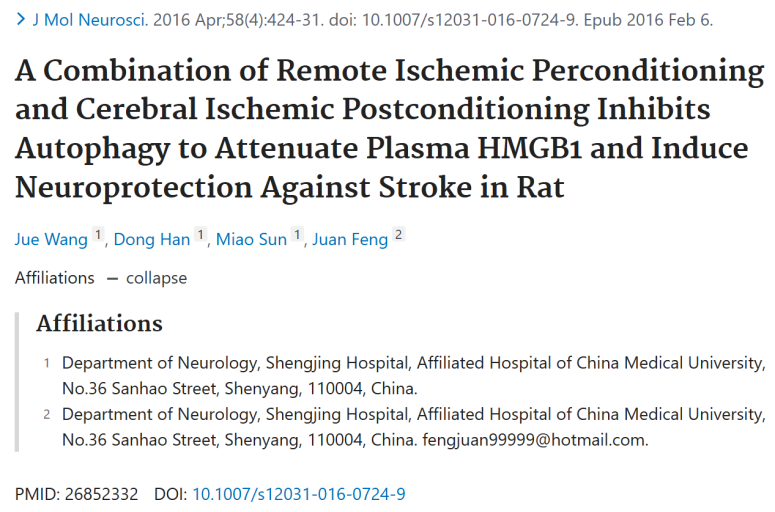 J Mol Neurosci. 2016 Apr;58(4):424-31. doi: 10.1007/s12031-016-0724-9. Epub 2016 Feb 6.
A Combination of Remote Ischemic Perconditioning
and Cerebral Ischemic Postconditioning Inhibits
Autophagy to Attenuate Plasma HMGB1 and Induce
Neuroprotection Against Stroke in Rat
Jue Wang 1, Dong Han 1, Miao Sun 1, Juan Feng 2
Affiliations − collapse
Affiliations
1 Department of Neurology, Shengjing Hospital, Affiliated Hospital of China Medical University,
No.36 Sanhao Street, Shenyang, 110004, China.
2 Department of Neurology, Shengjing Hospital, Affiliated Hospital of China Medical University,
No.36 Sanhao Street, Shenyang, 110004, China. fengjuan99999@hotmail.com.
PMID: 26852332 DOI: 10.1007/s12031-016-0724-9